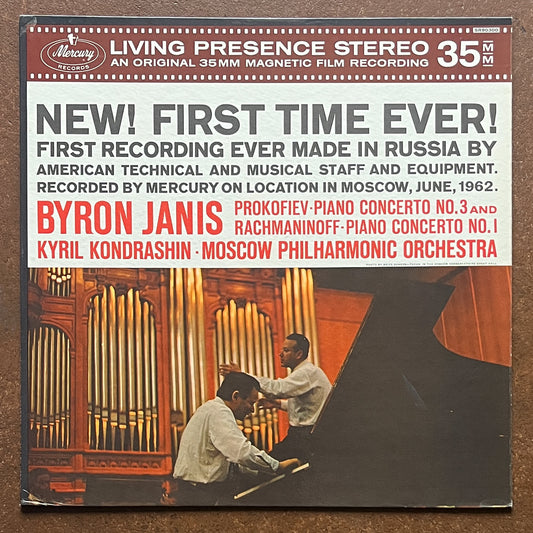 SR90300
Mercury
RECORDS
LIVING PRESENCE STEREO
AN ORIGINAL 35MM MAGNETIC FILM RECORDING
35MM
NEW! FIRST TIME EVER!
FIRST RECORDING EVER MADE IN RUSSIA BY
AMERICAN TECHNICAL AND MUSICAL STAFF AND EQUIPMENT.
RECORDED BY MERCURY ON LOCATION IN MOSCOW, JUNE, 1962.
BYRON JANIS
PROKOFIEV·PIANO CONCERTO NO.3 AND
RACHMANINOFF·PIANO CONCERTO NO.1
KYRIL KONDRASHIN·MOSCOW PHILHARMONIC ORCHESTRA